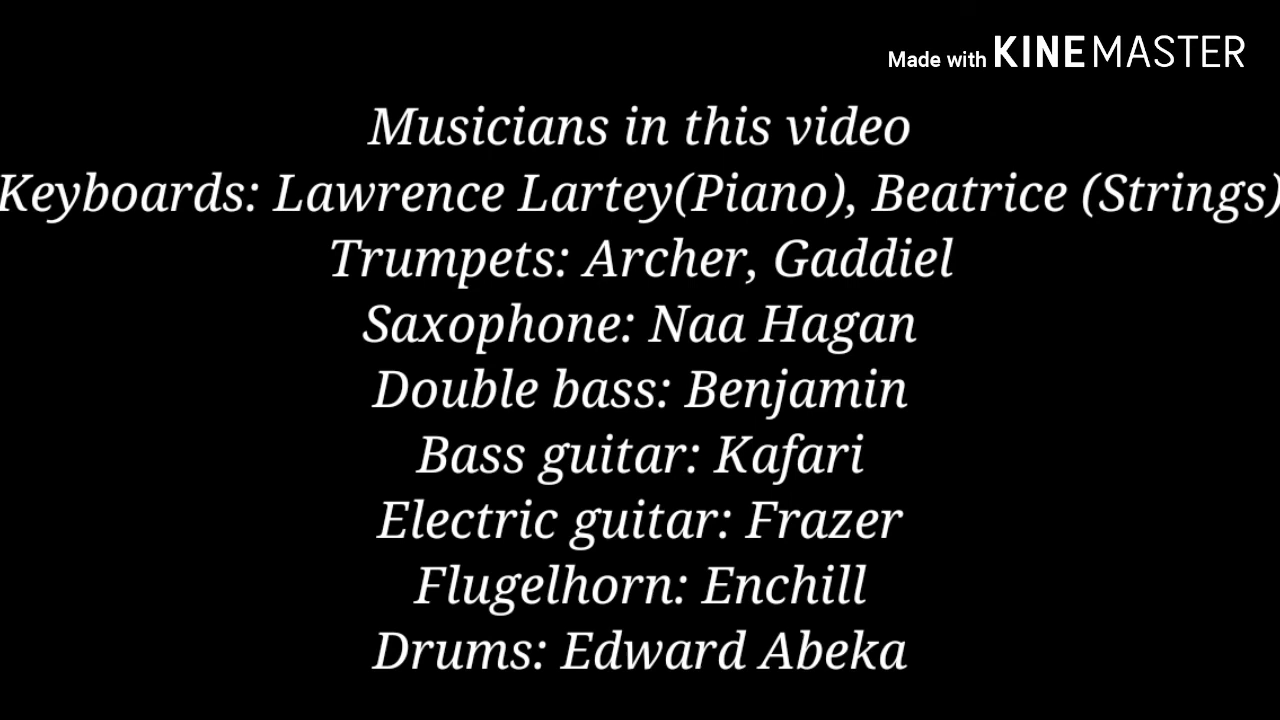 Made with KINEMASTER
Musicians in this video
Keyboards: Lawrence Lartey(Piano), Beatrice (Strings)
Trumpets: Archer, Gaddiel
Saxophone: Naa Hagan
Double bass: Benjamin
Bass guitar: Kafari
Electric guitar: Frazer
Flugelhorn: Enchill
Drums: Edward Abeka